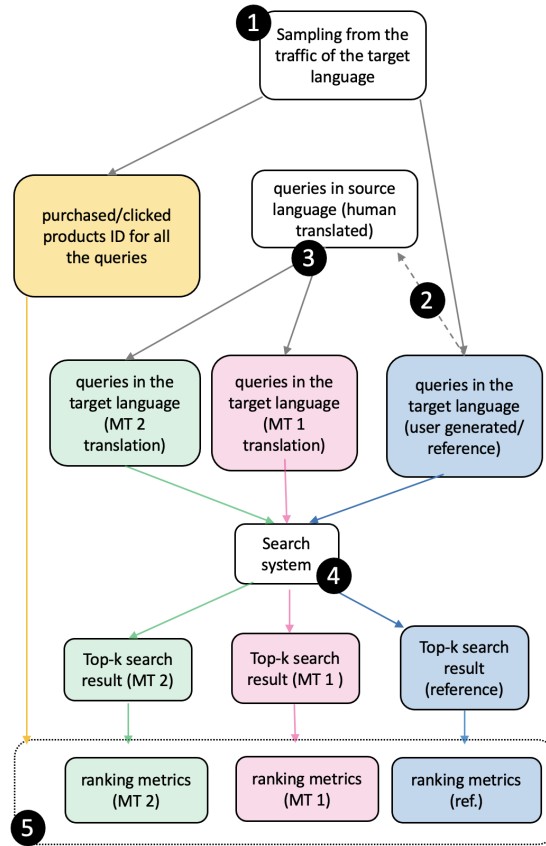 1
Sampling from the
traffic of the target
language
purchased/clicked
products ID for all
the queries
queries in source
language (human
translated)
3
2
queries in the
target language
(MT 2
translation)
queries in the
target language
(MT 1
translation)
queries in the
target language
(user generated/
reference)
Search
system
4
Top-k search
result (MT 2)
Top-k search
result (MT 1 )
Top-k search
result
(reference)
ranking metrics
(MT 2)
ranking metrics
(MT 1)
ranking metrics
(ref.)
5